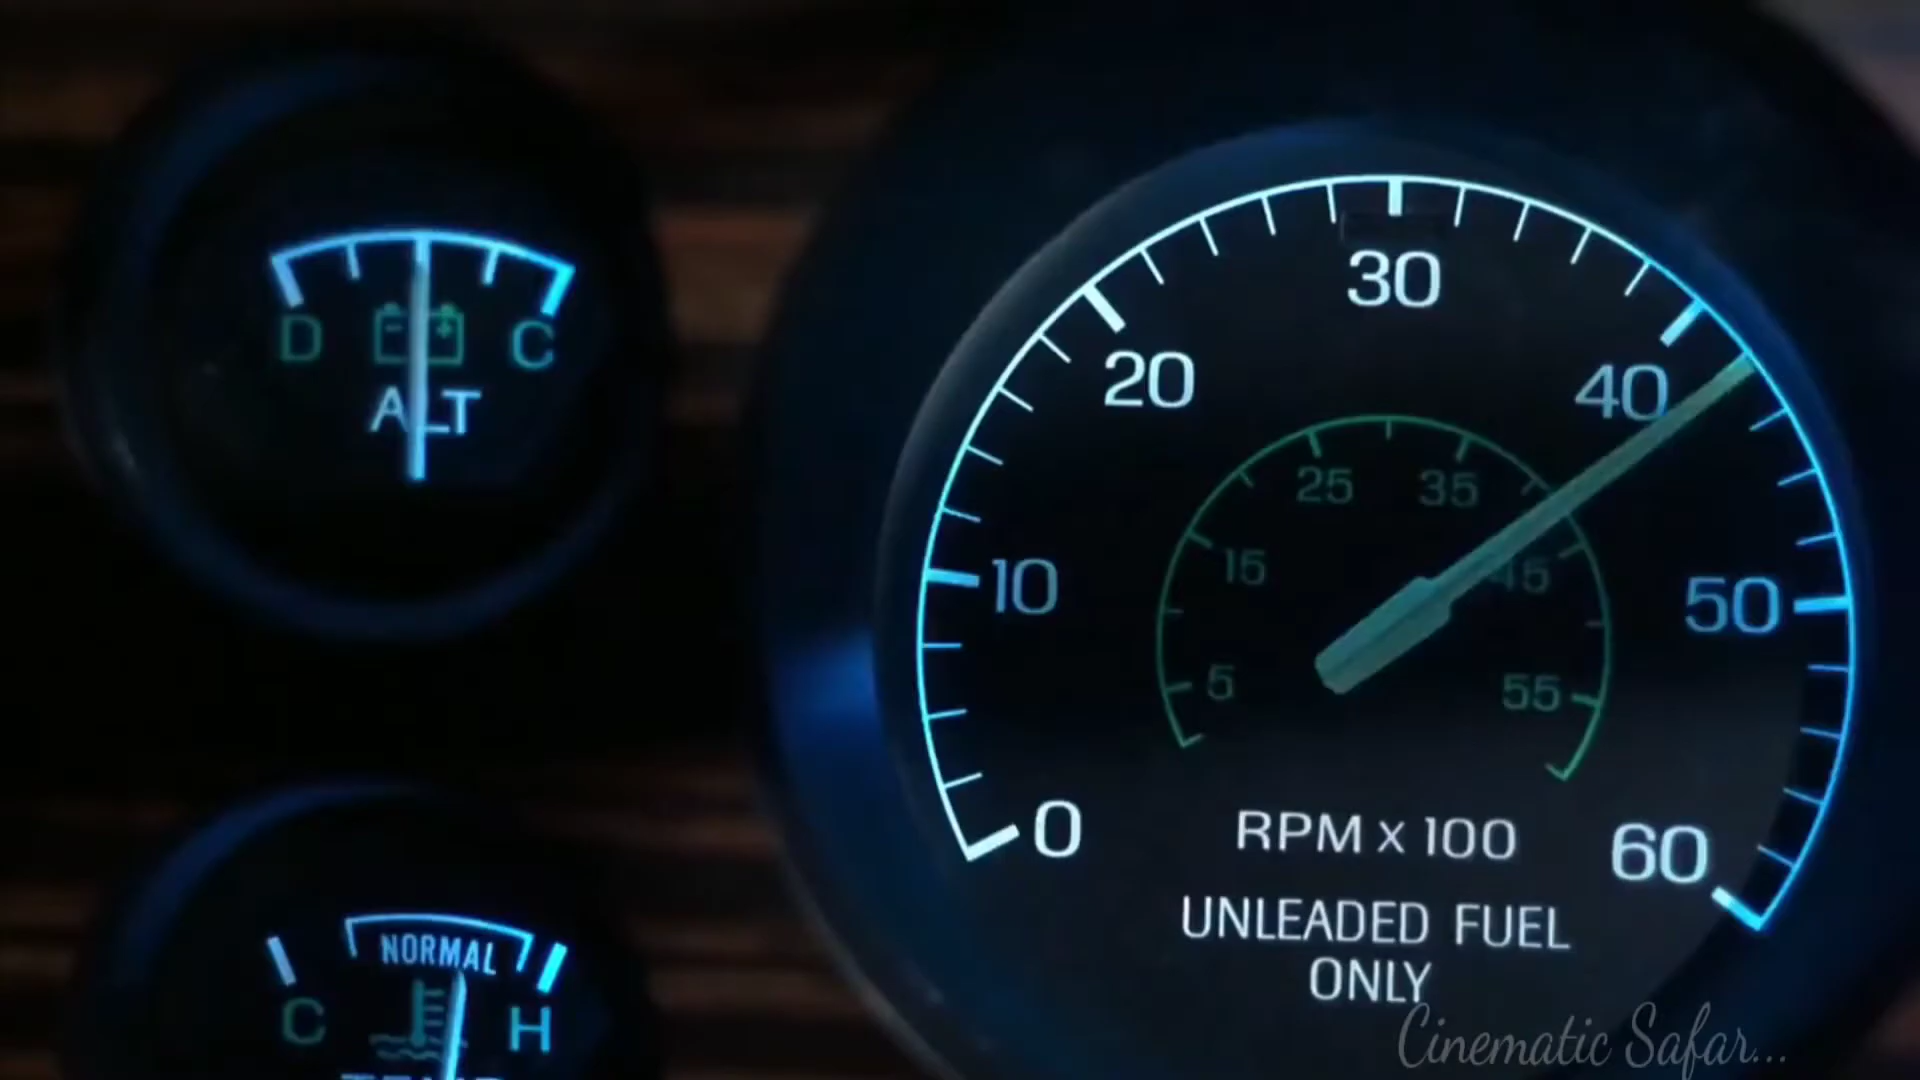 D C
ALT
NORMAL
C H
0 10 20 30 40 50 60
5 15 25 35 45 55
RPM x 100
UNLEADED FUEL
ONLY
Cinematic Safar...